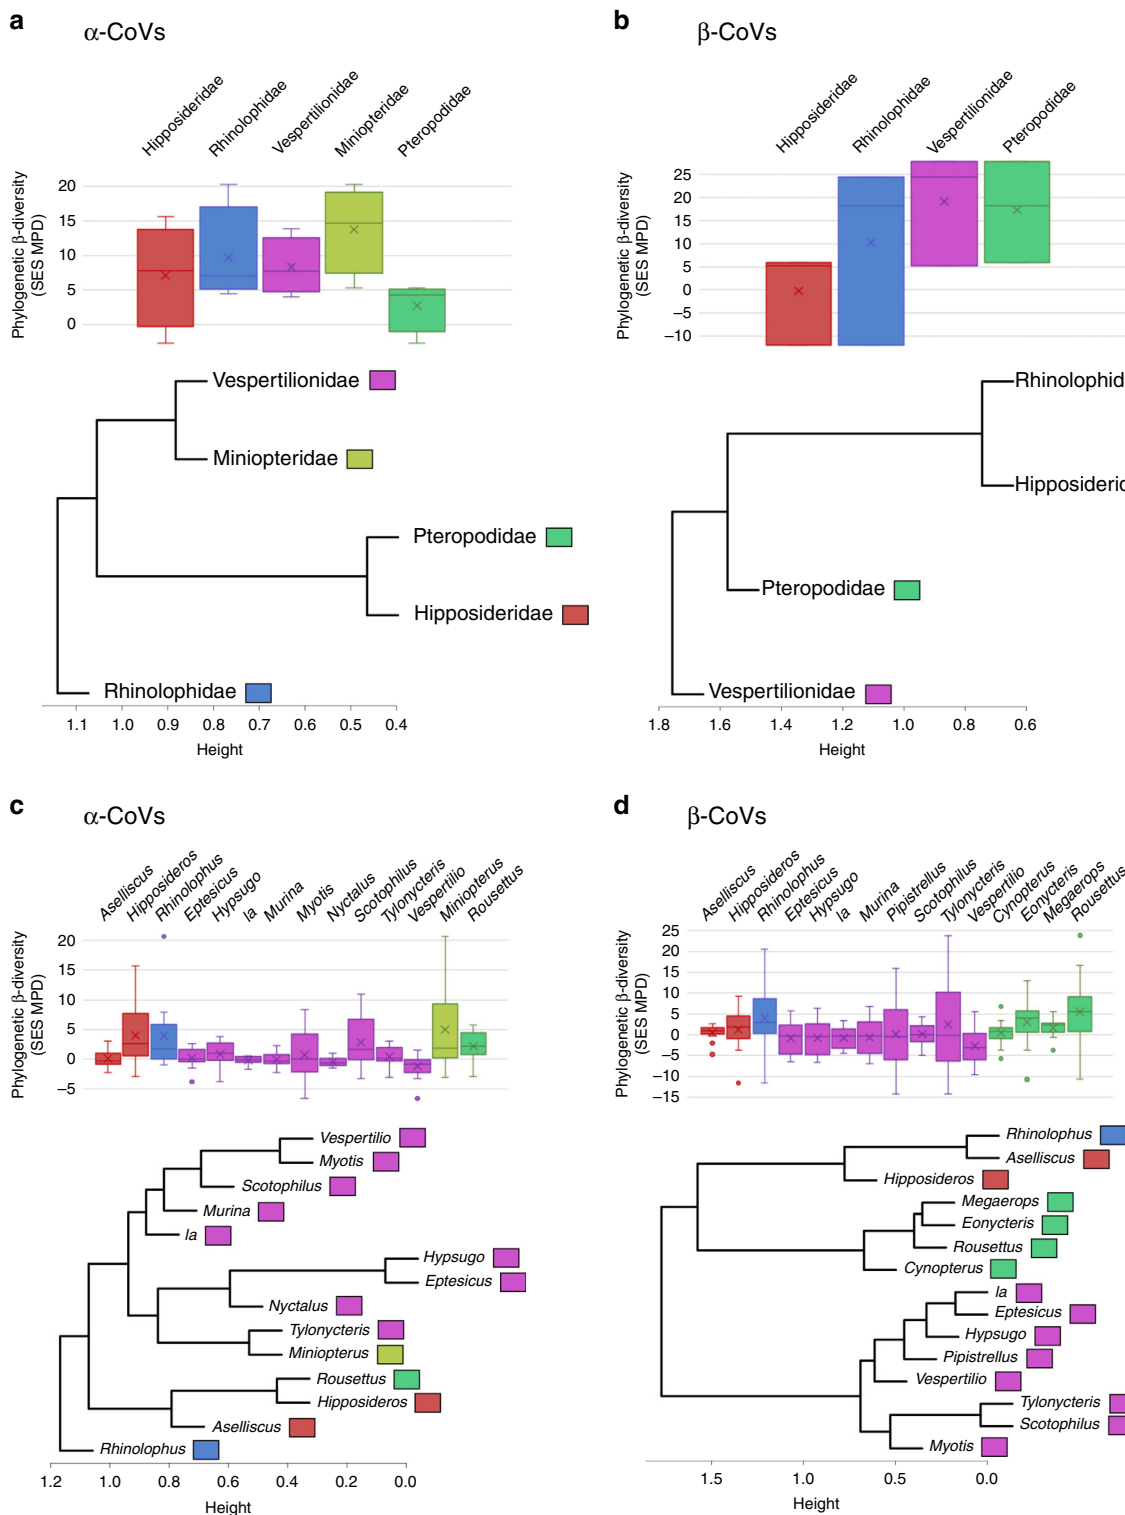 a
α-CoVs
Hipposideridae
Rhinolophidae
Vespertilionidae
Miniopteridae
Pteropodidae
Phylogenetic β-diversity
(SES MPD)
20
15
10
5
0
Vespertilionidae
Miniopteridae
Pteropodidae
Hipposideridae
Rhinolophidae
1.1 1.0 0.9 0.8 0.7 0.6 0.5 0.4
Height
b
β-CoVs
Hipposideridae
Rhinolophidae
Vespertilionidae
Pteropodidae
Phylogenetic β-diversity
(SES MPD)
25
20
15
10
5
0
−5
−10
Rhinolophid
Hipposiderid
Pteropodidae
Vespertilionidae
1.8 1.6 1.4 1.2 1.0 0.8 0.6
Height
c
α-CoVs
Aselliscus
Hipposideros
Rhinolophus
Eptesicus
Hypsugo
Ia
Murina
Myotis
Nyctalus
Scotophilus
Tylonycteris
Vespertilio
Miniopterus
Rousettus
Phylogenetic β-diversity
(SES MPD)
20
15
10
5
0
−5
Vespertilio
Myotis
Scotophilus
Murina
Ia
Hypsugo
Eptesicus
Nyctalus
Tylonycteris
Miniopterus
Rousettus
Hipposideros
Aselliscus
Rhinolophus
1.2 1.0 0.8 0.6 0.4 0.2 0.0
Height
d
β-CoVs
Aselliscus
Hipposideros
Rhinolophus
Eptesicus
Hypsugo
Ia
Murina
Pipistrellus
Scotophilus
Tylonycteris
Vespertilio
Cynopterus
Eonycteris
Megaerops
Rousettus
Phylogenetic β-diversity
(SES MPD)
25
20
15
10
5
0
−5
−10
−15
Rhinolophus
Aselliscus
Hipposideros
Megaerops
Eonycteris
Rousettus
Cynopterus
Ia
Eptesicus
Hypsugo
Pipistrellus
Vespertilio
Tylonycteris
Scotophilus
Myotis
1.5 1.0 0.5 0.0
Height